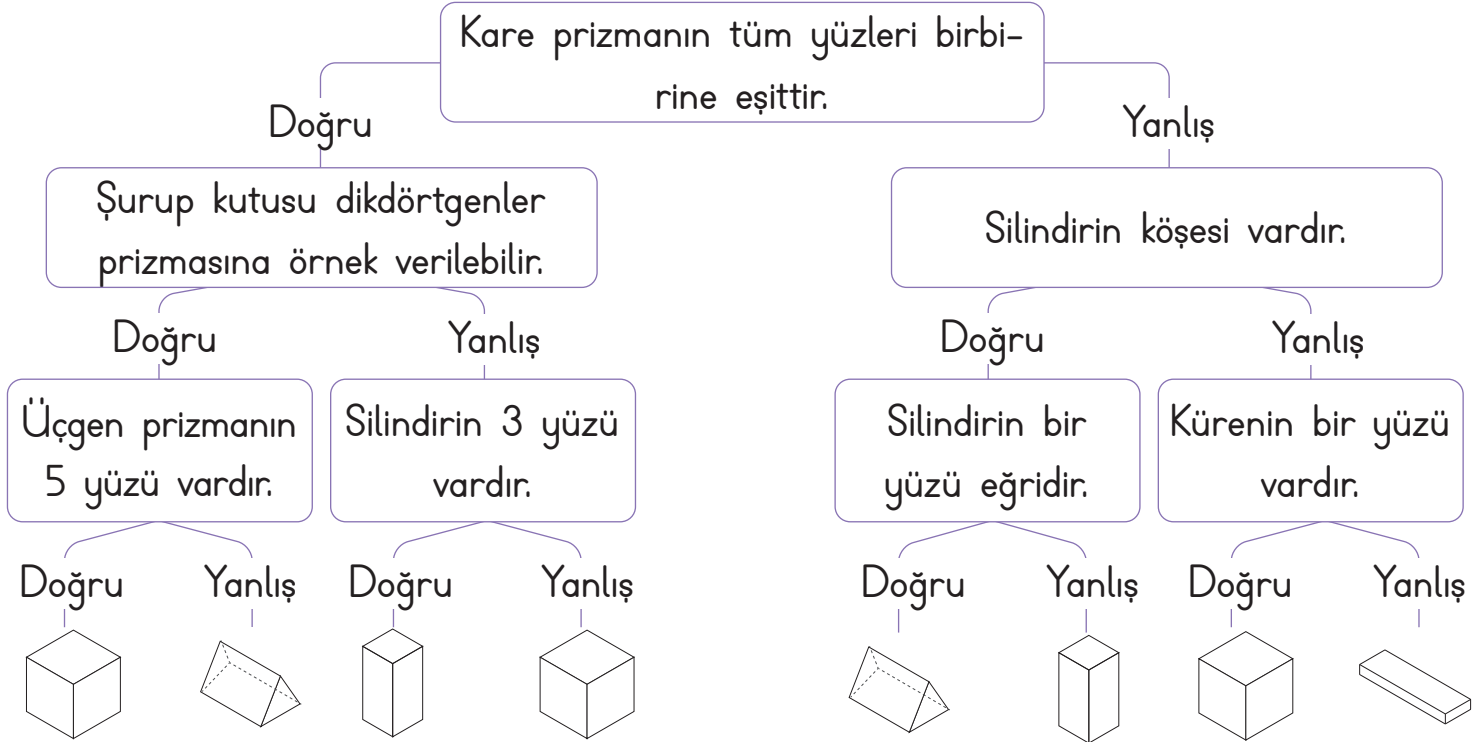 Kare prizmanın tüm yüzleri birbi-
rine eşittir.
Doğru
Yanlış
Şurup kutusu dikdörtgenler
prizmasına örnek verilebilir.
Silindirin köşesi vardır.
Doğru
Yanlış
Doğru
Yanlış
Üçgen prizmanın
5 yüzü vardır.
Silindirin 3 yüzü
vardır.
Silindirin bir
yüzü eğridir.
Kürenin bir yüzü
vardır.
Doğru
Yanlış
Doğru
Yanlış
Doğru
Yanlış
Doğru
Yanlış